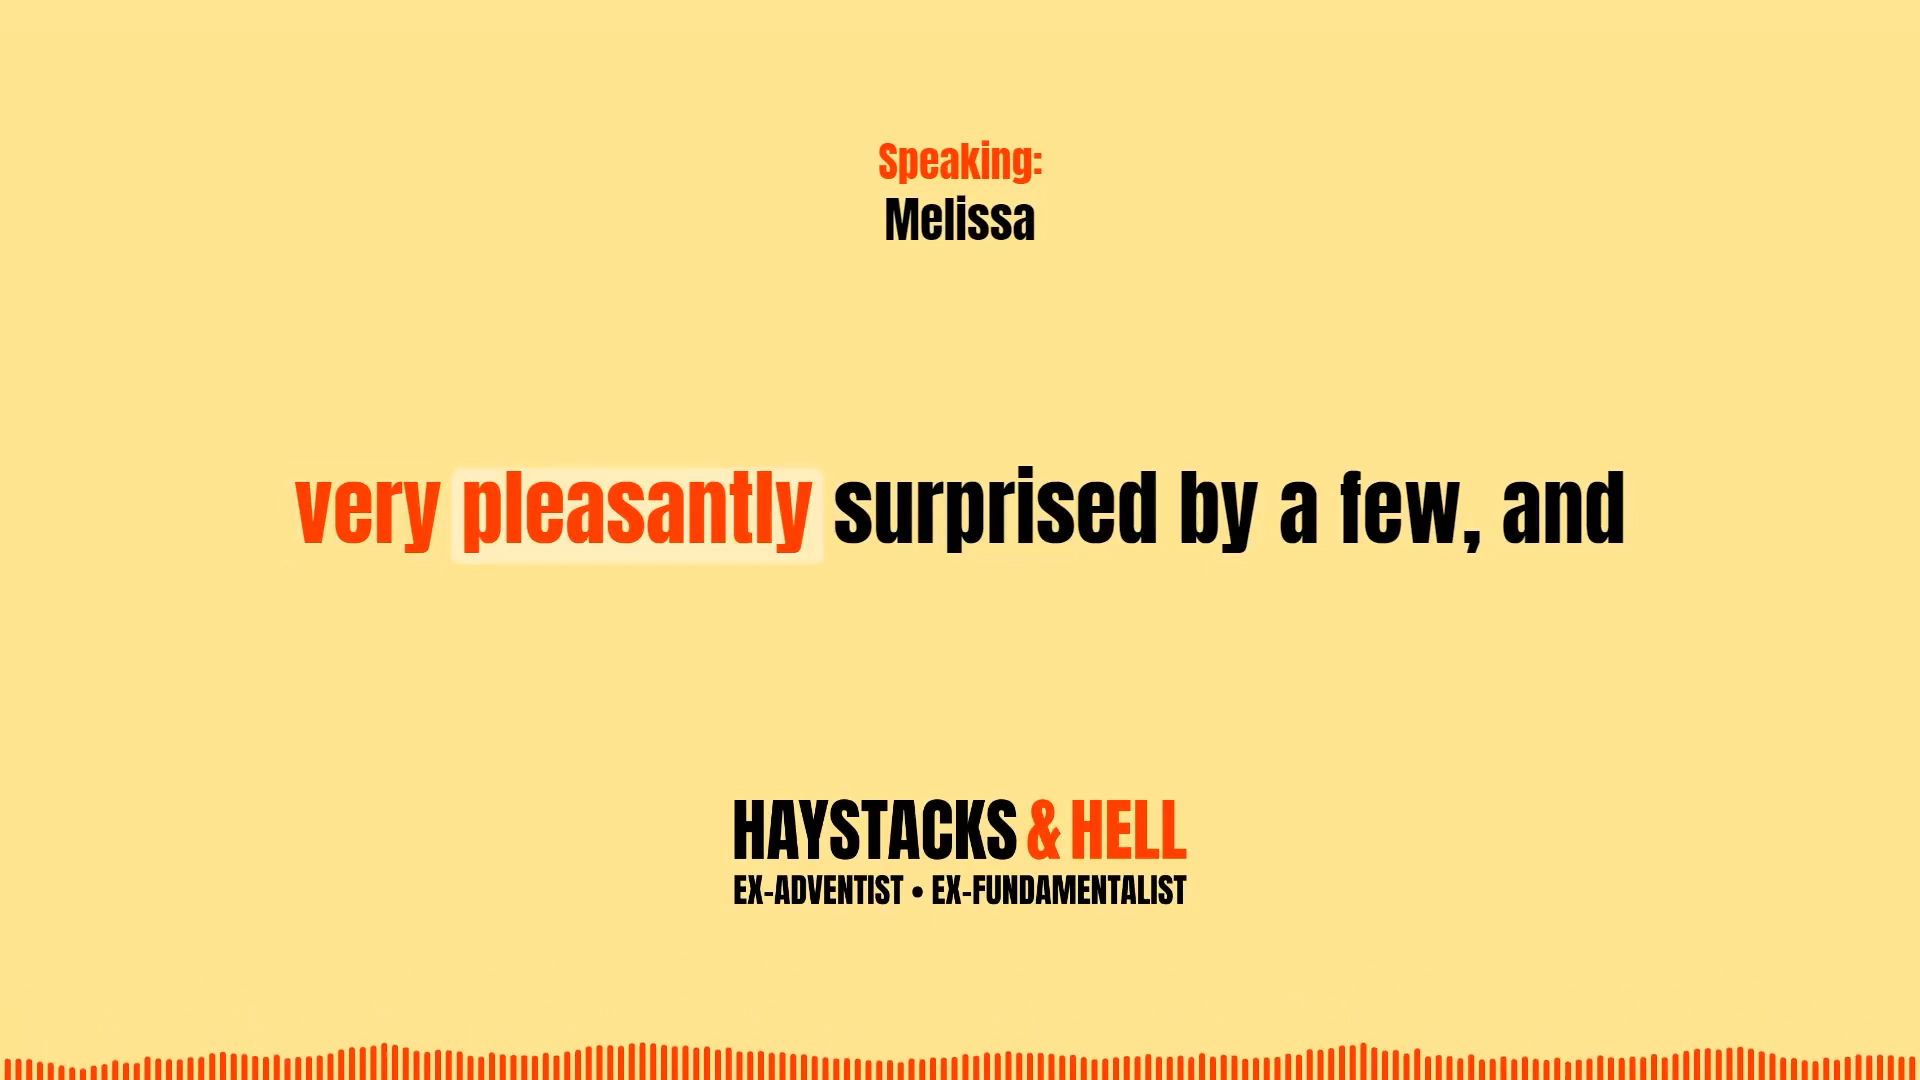 Speaking:
Melissa
very pleasantly surprised by a few, and
HAYSTACKS & HELL
EX-ADVENTIST • EX-FUNDAMENTALIST